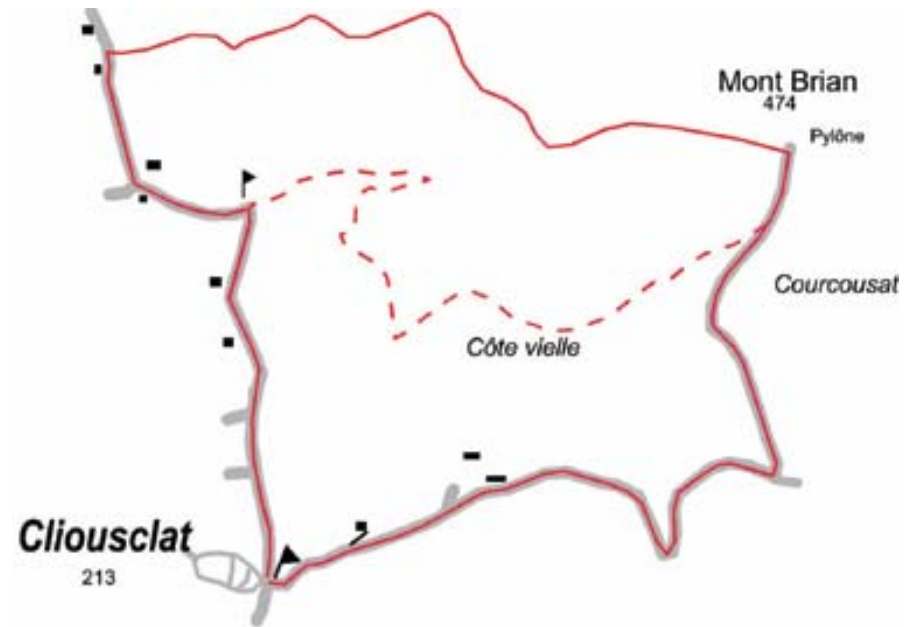 Mont Brian
474
Pylône
Courcousat
Côte vielle
Cliousclat
213